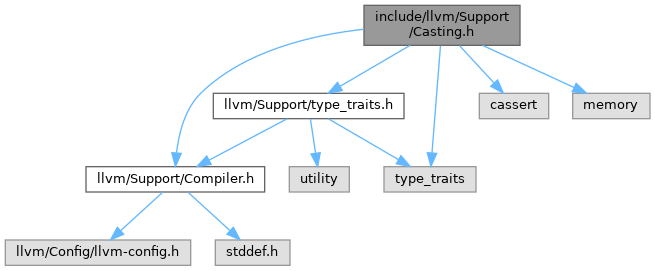 include/llvm/Support
/Casting.h
llvm/Support/type_traits.h
cassert
memory
llvm/Support/Compiler.h
utility
type_traits
llvm/Config/llvm-config.h
stddef.h